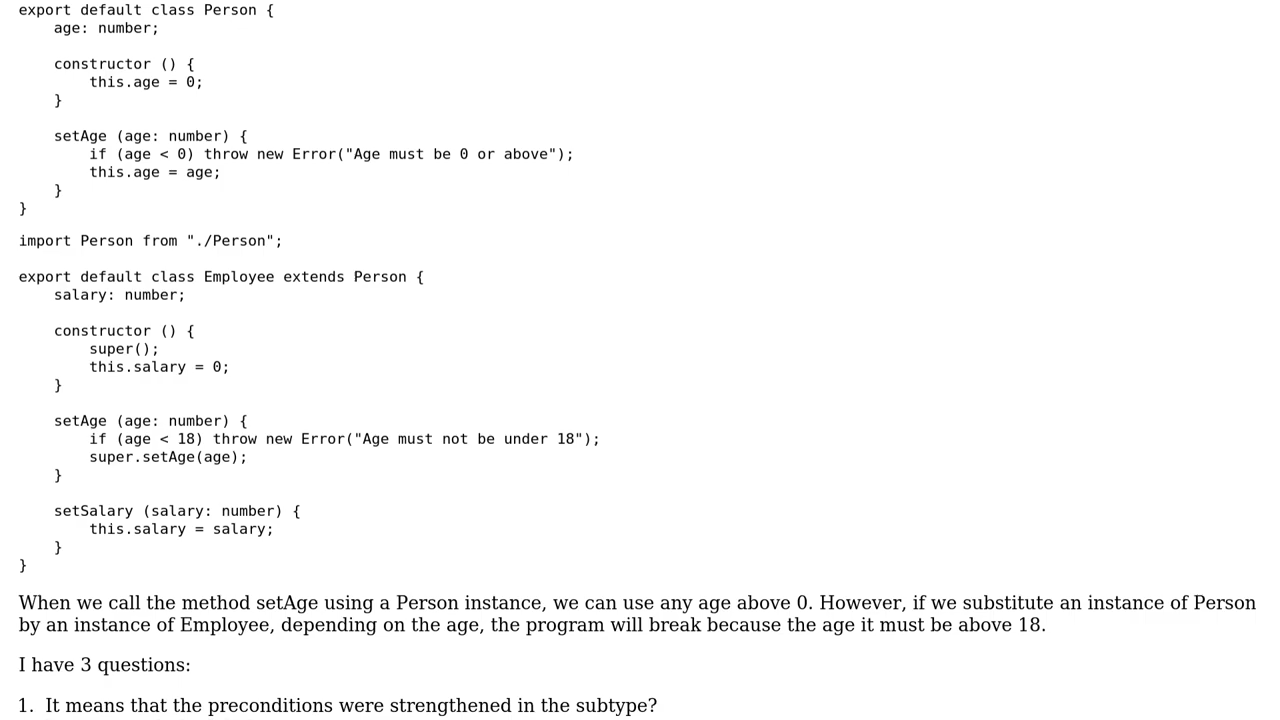 export default class Person {
    age: number;

    constructor () {
        this.age = 0;
    }

    setAge (age: number) {
        if (age < 0) throw new Error("Age must be 0 or above");
        this.age = age;
    }
}
import Person from "./Person";

export default class Employee extends Person {
    salary: number;

    constructor () {
        super();
        this.salary = 0;
    }

    setAge (age: number) {
        if (age < 18) throw new Error("Age must not be under 18");
        super.setAge(age);
    }

    setSalary (salary: number) {
        this.salary = salary;
    }
}
When we call the method setAge using a Person instance, we can use any age above 0. However, if we substitute an instance of Person
by an instance of Employee, depending on the age, the program will break because the age it must be above 18.
I have 3 questions:
1. It means that the preconditions were strengthened in the subtype?